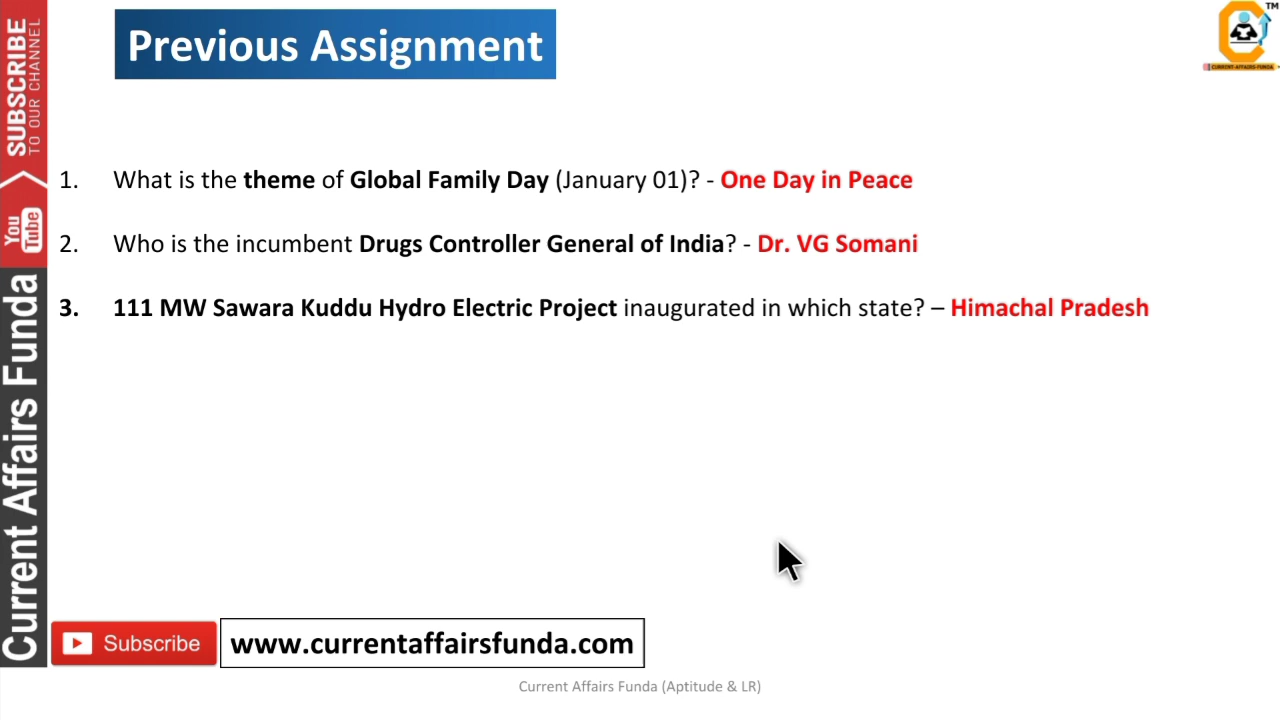 Previous Assignment
TM
CURRENT-AFFAIRS-FUNDA
SUBSCRIBE
TO OUR CHANNEL
You
Tube
Current Affairs Funda
1. What is the theme of Global Family Day (January 01)? - One Day in Peace
2. Who is the incumbent Drugs Controller General of India? - Dr. VG Somani
3. 111 MW Sawara Kuddu Hydro Electric Project inaugurated in which state? – Himachal Pradesh
Subscribe
www.currentaffairsfunda.com
Current Affairs Funda (Aptitude & LR)